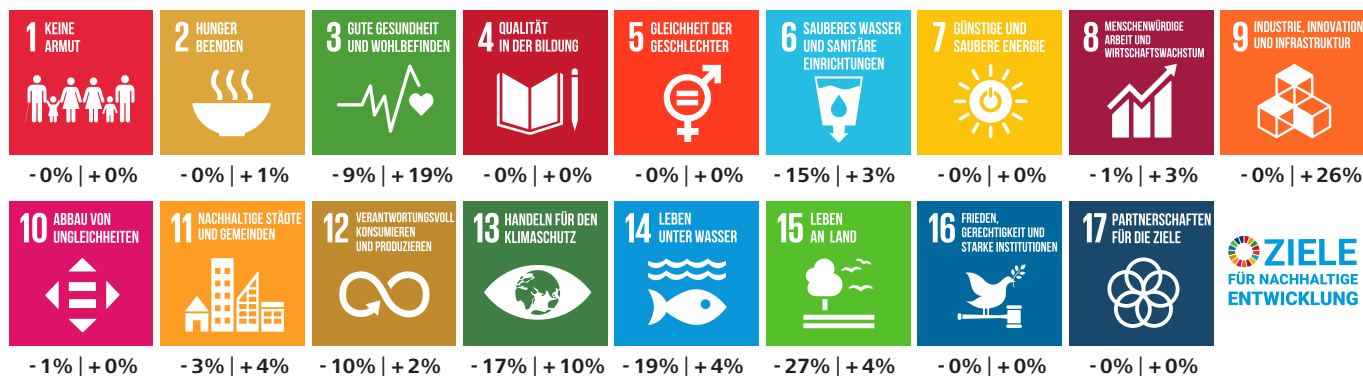 1 KEINE
ARMUT
2 HUNGER
BEENDEN
3 GUTE GESUNDHEIT
UND WOHLBEFINDEN
4 QUALITÄT
IN DER BILDUNG
5 GLEICHHEIT DER
GESCHLECHTER
6 SAUBERES WASSER
UND SANITÄRE
EINRICHTUNGEN
7 GÜNSTIGE UND
SAUBERE ENERGIE
8 MENSCHENWÜRDIGE
ARBEIT UND
WIRTSCHAFTSWACHSTUM
9 INDUSTRIE, INNOVATION
UND INFRASTRUKTUR
-0% | +0%
-0% | +1%
-9% | +19%
-0% | +0%
-0% | +0%
-15% | +3%
-0% | +0%
-1% | +3%
-0% | +26%
10 ABBAU VON
UNGLEICHHEITEN
11 NACHHALTIGE STÄDTE
UND GEMEINDEN
12 VERANTWORTUNGSVOLL
KONSUMIEREN
UND PRODUZIEREN
13 HANDELN FÜR DEN
KLIMASCHUTZ
14 LEBEN
UNTER WASSER
15 LEBEN
AN LAND
16 FRIEDEN,
GERECHTIGKEIT UND
STARKE INSTITUTIONEN
17 PARTNERSCHAFTEN
FÜR DIE ZIELE
ZIELE
FÜR NACHHALTIGE
ENTWICKLUNG
-1% | +0%
-3% | +4%
-10% | +2%
-17% | +10%
-19% | +4%
-27% | +4%
-0% | +0%
-0% | +0%